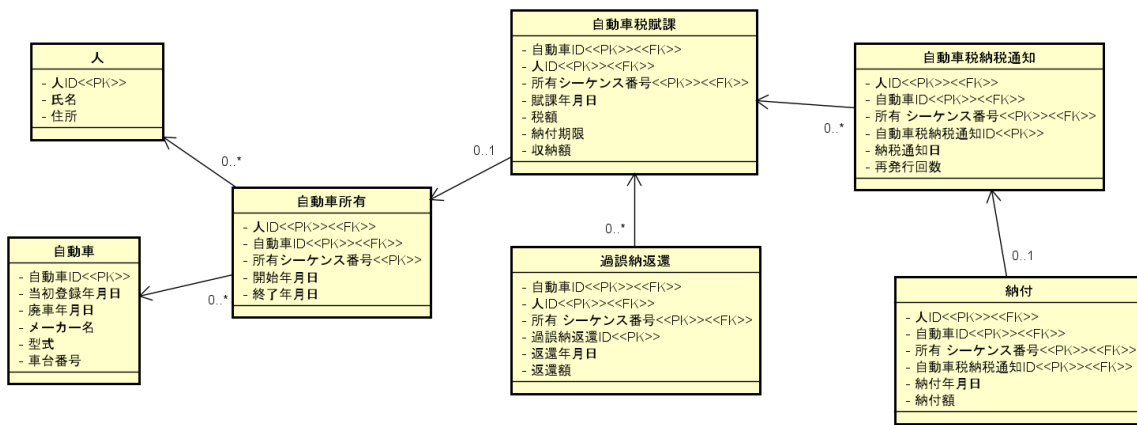 人
- 人ID<<PK>>
- 氏名
- 住所
自動車
- 自動車ID<<PK>>
- 当初登録年月日
- 廃車年月日
- メーカー名
- 型式
- 車台番号
0..*
0..*
自動車所有
- 人ID<<PK>><<FK>>
- 自動車ID<<PK>><<FK>>
- 所有シーケンス番号<<PK>>
- 開始年月日
- 終了年月日
0..1
自動車税賦課
- 自動車ID<<PK>><<FK>>
- 人ID<<PK>><<FK>>
- 所有シーケンス番号<<PK>><<FK>>
- 賦課年月日
- 税額
- 納付期限
- 収納額
0..*
過誤納返還
- 自動車ID<<PK>><<FK>>
- 人ID<<PK>><<FK>>
- 所有 シーケンス番号<<PK>><<FK>>
- 過誤納返還ID<<PK>>
- 返還年月日
- 返還額
0..*
自動車税納税通知
- 人ID<<PK>><<FK>>
- 自動車ID<<PK>><<FK>>
- 所有 シーケンス番号<<PK>><<FK>>
- 自動車税納税通知ID<<PK>>
- 納税通知日
- 再発行回数
0..1
納付
- 人ID<<PK>><<FK>>
- 自動車ID<<PK>><<FK>>
- 所有 シーケンス番号<<PK>><<FK>>
- 自動車税納税通知ID<<PK>><<FK>>
- 納付年月日
- 納付額